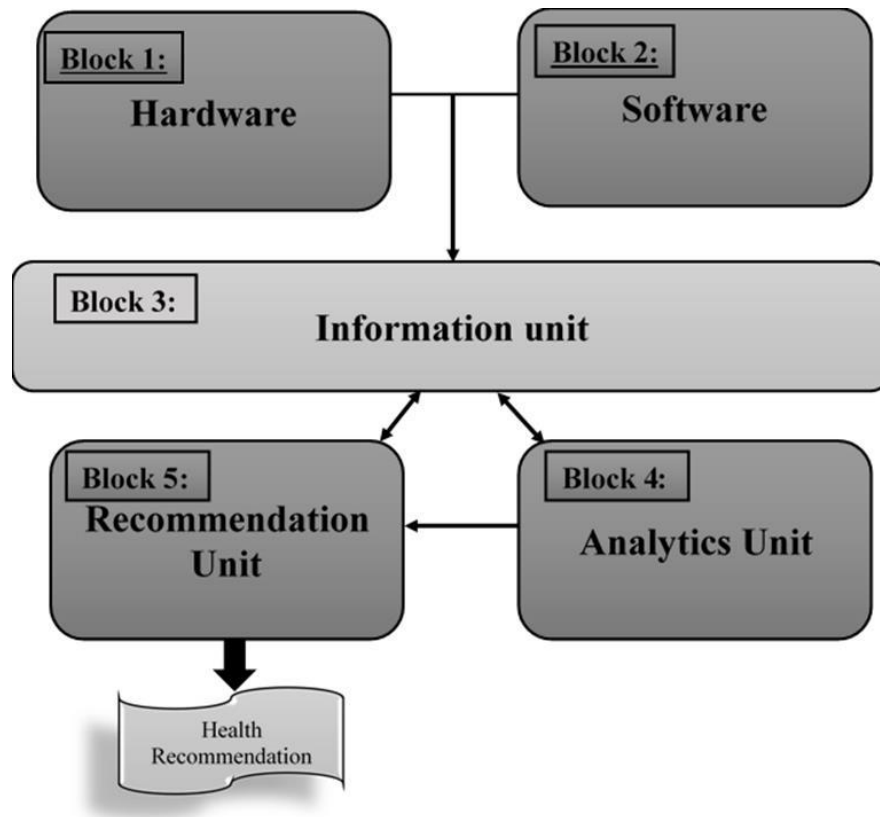 Block 1:
Hardware
Block 2:
Software
Block 3:
Information unit
Block 5:
Recommendation
Unit
Block 4:
Analytics Unit
Health
Recommendation